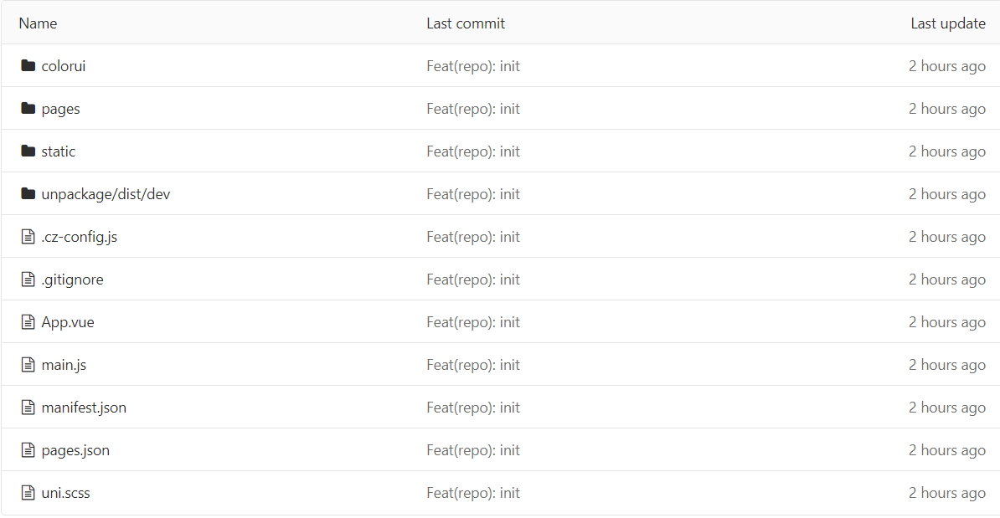 Name Last commit Last update
colorui Feat(repo): init 2 hours ago
pages Feat(repo): init 2 hours ago
static Feat(repo): init 2 hours ago
unpackage/dist/dev Feat(repo): init 2 hours ago
.cz-config.js Feat(repo): init 2 hours ago
.gitignore Feat(repo): init 2 hours ago
App.vue Feat(repo): init 2 hours ago
main.js Feat(repo): init 2 hours ago
manifest.json Feat(repo): init 2 hours ago
pages.json Feat(repo): init 2 hours ago
uni.scss Feat(repo): init 2 hours ago